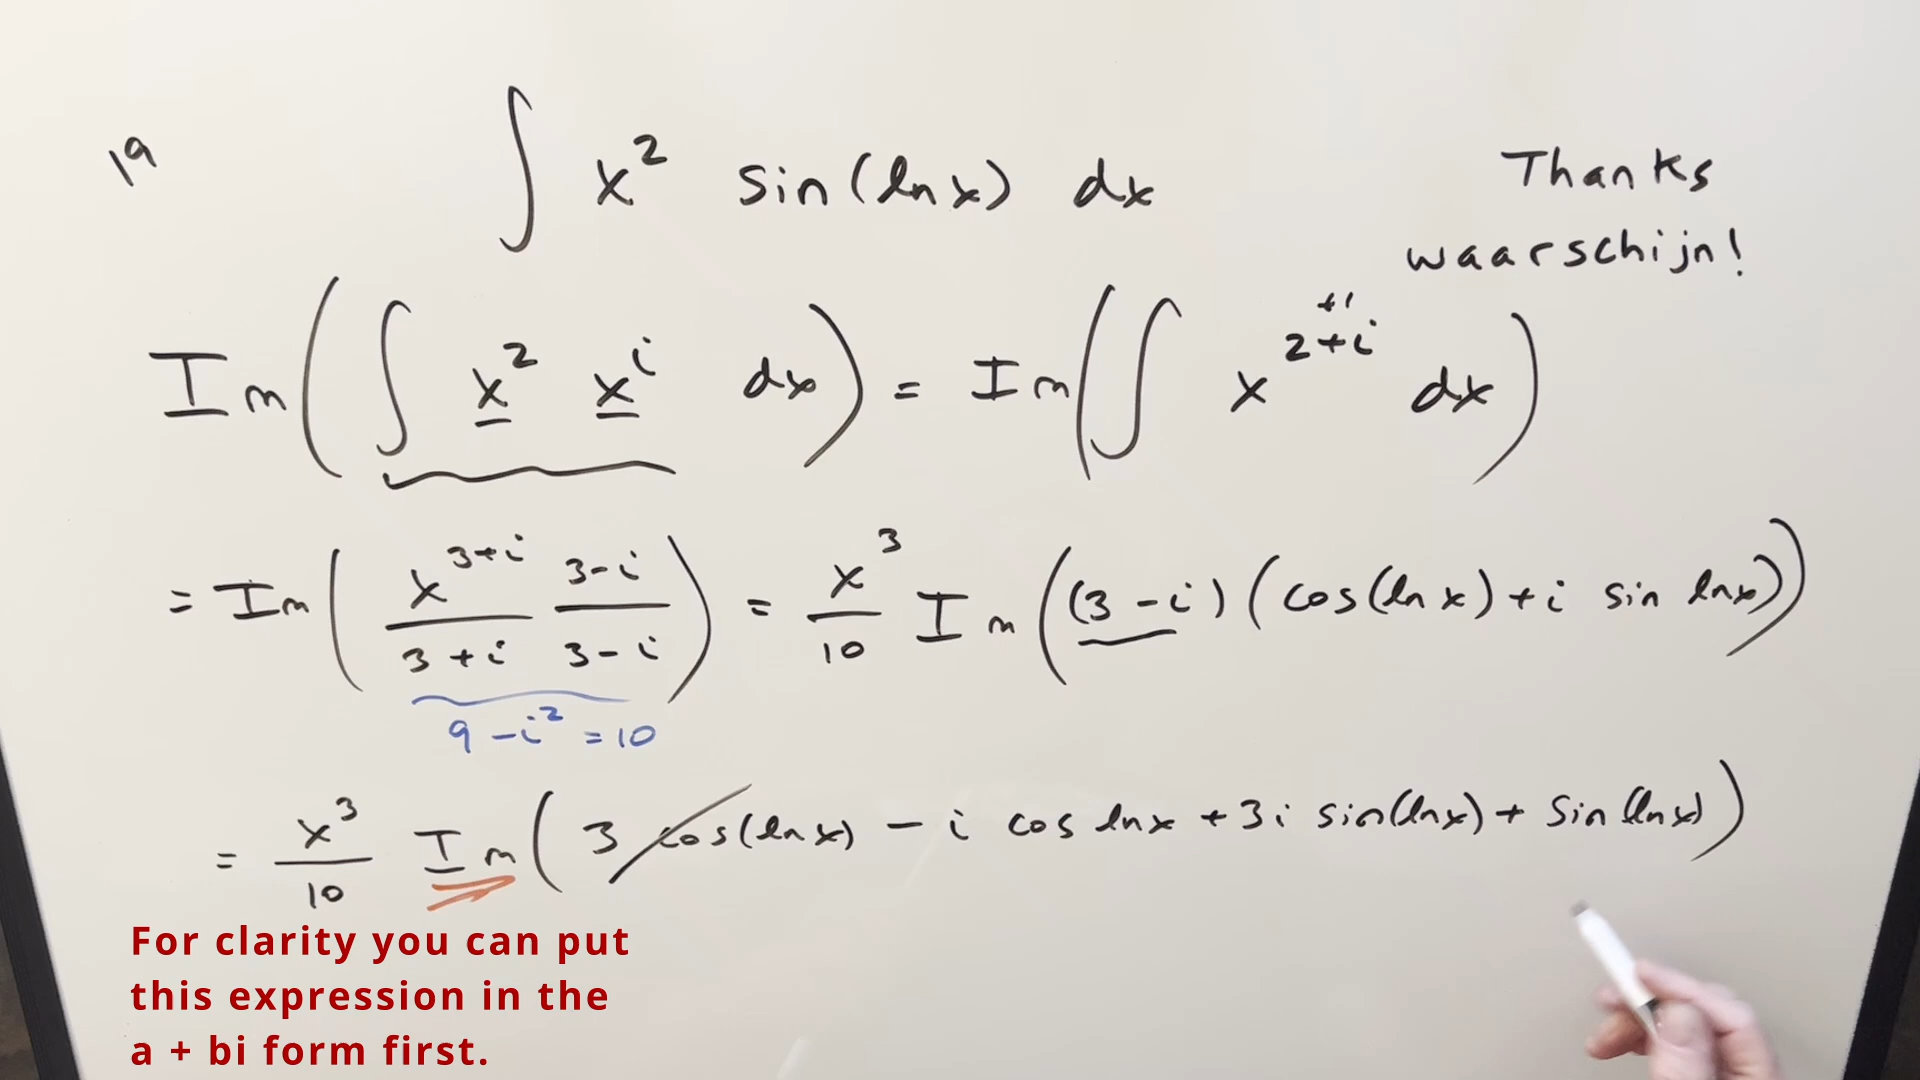 19 ∫ x² sin(ln x) dx
Thanks
waarschijn!
Im(∫ x² xⁱ dx) = Im(∫ x^(2+i) dx)
+1
= Im(x^(3+i)/(3+i) (3-i)/(3-i)) = x³/10 Im((3-i)(cos(ln x) + i sin ln x))
9 - i² = 10
= x³/10 Im(3 cos(ln x) - i cos ln x + 3i sin(ln x) + sin(ln x))
For clarity you can put
this expression in the
a + bi form first.